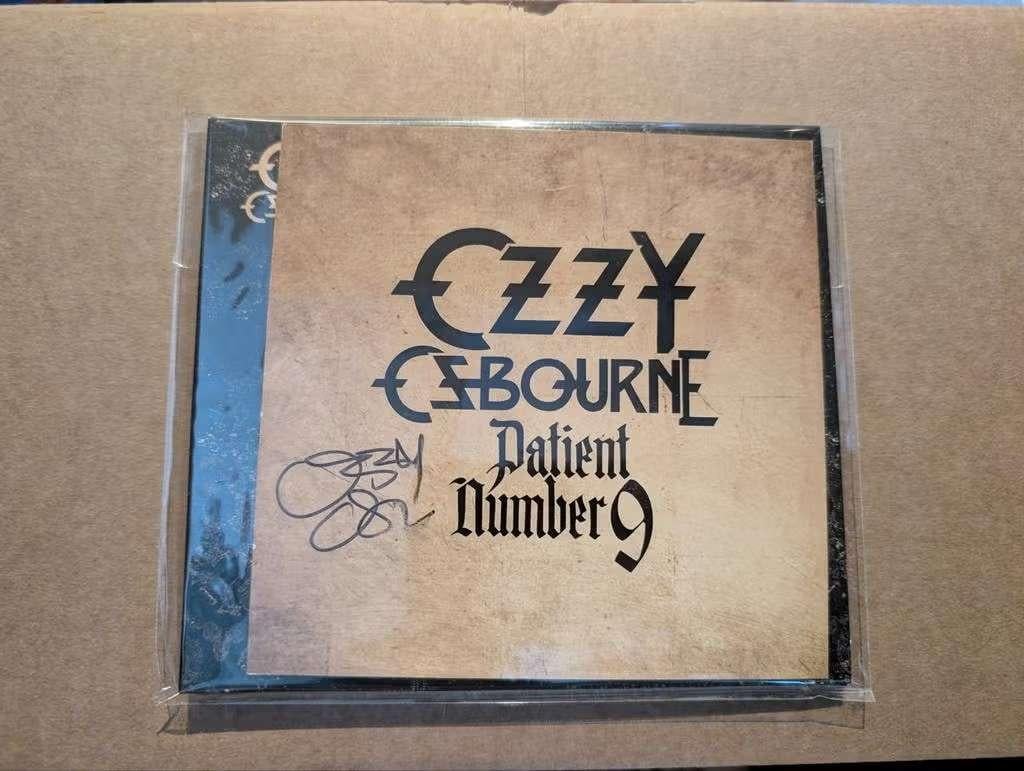 OZZY
OSBOURNE
Patient
Number 9